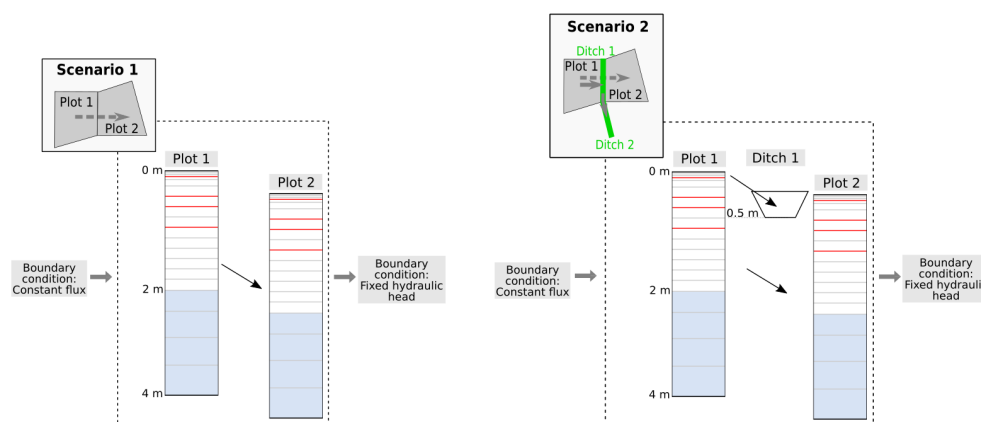 Scenario 1
Plot 1
Plot 2
Plot 1
Plot 2
0 m
2 m
4 m
Boundary
condition:
Constant flux
Boundary
condition:
Fixed hydraulic
head
Scenario 2
Ditch 1
Plot 1
Plot 2
Ditch 2
Plot 1
Ditch 1
Plot 2
0 m
0.5 m
2 m
4 m
Boundary
condition:
Constant flux
Boundary
condition:
Fixed hydrauli
head